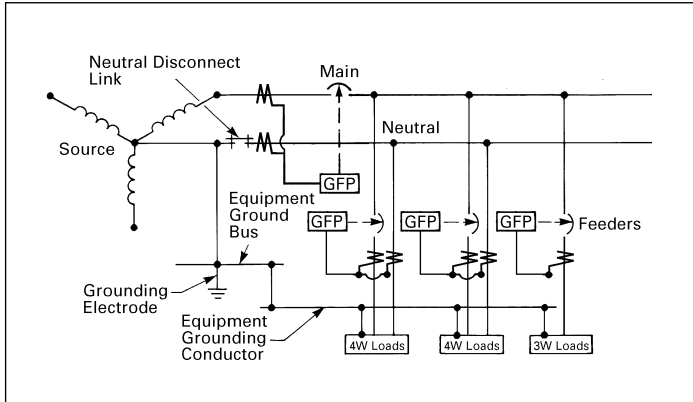 Neutral Disconnect
Link
Main
Source
Neutral
GFP
Equipment
Ground
Bus
GFP
GFP
GFP
Feeders
Grounding
Electrode
Equipment
Grounding
Conductor
4W Loads
4W Loads
3W Loads